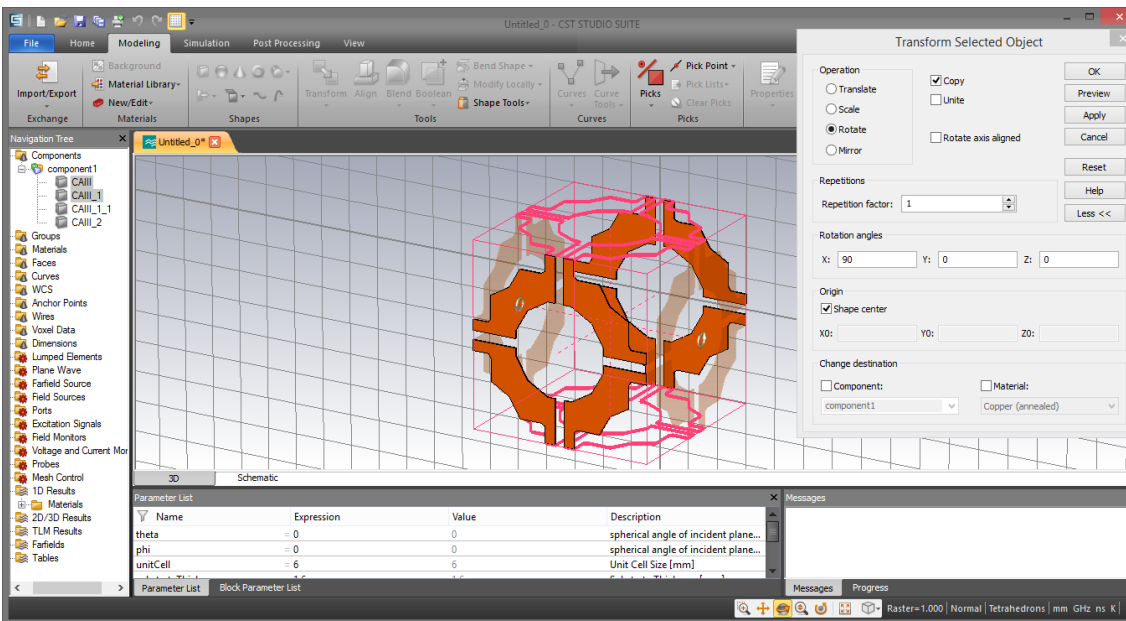 Untitled_0 - CST STUDIO SUITE
File Home Modeling Simulation Post Processing View
Background
Material Library
New/Edit
Import/Export
Exchange Materials Shapes Tools Curves Picks
Transform Align Blend Boolean
Bend Shape
Modify Locally
Shape Tools
Curves Curve Tools
Picks
Pick Point
Pick Lists
Clear Picks
Properties
Navigation Tree
Untitled_0*
Components
component1
CAIII
CAIII_1
CAIII_1_1
CAIII_2
Groups
Materials
Faces
Curves
WCS
Anchor Points
Wires
Voxel Data
Dimensions
Lumped Elements
Plane Wave
Farfield Source
Field Sources
Ports
Excitation Signals
Field Monitors
Voltage and Current Mor
Probes
Mesh Control
1D Results
Materials
2D/3D Results
TLM Results
Farfields
Tables
Transform Selected Object
Operation
Translate
Scale
Rotate
Mirror
Copy
Unite
Rotate axis aligned
OK
Preview
Apply
Cancel
Reset
Help
Less <<
Repetitions
Repetition factor: 1
Rotation angles
X: 90 Y: 0 Z: 0
Origin
Shape center
X0: Y0: Z0:
Change destination
Component: Material:
component1 Copper (annealed)
3D Schematic
Parameter List
Name Expression Value Description
theta = 0 0 spherical angle of incident plane...
phi = 0 0 spherical angle of incident plane...
unitCell = 6 6 Unit Cell Size [mm]
Parameter List Block Parameter List
Messages
Messages Progress
Raster=1.000 Normal Tetrahedrons mm GHz ns K